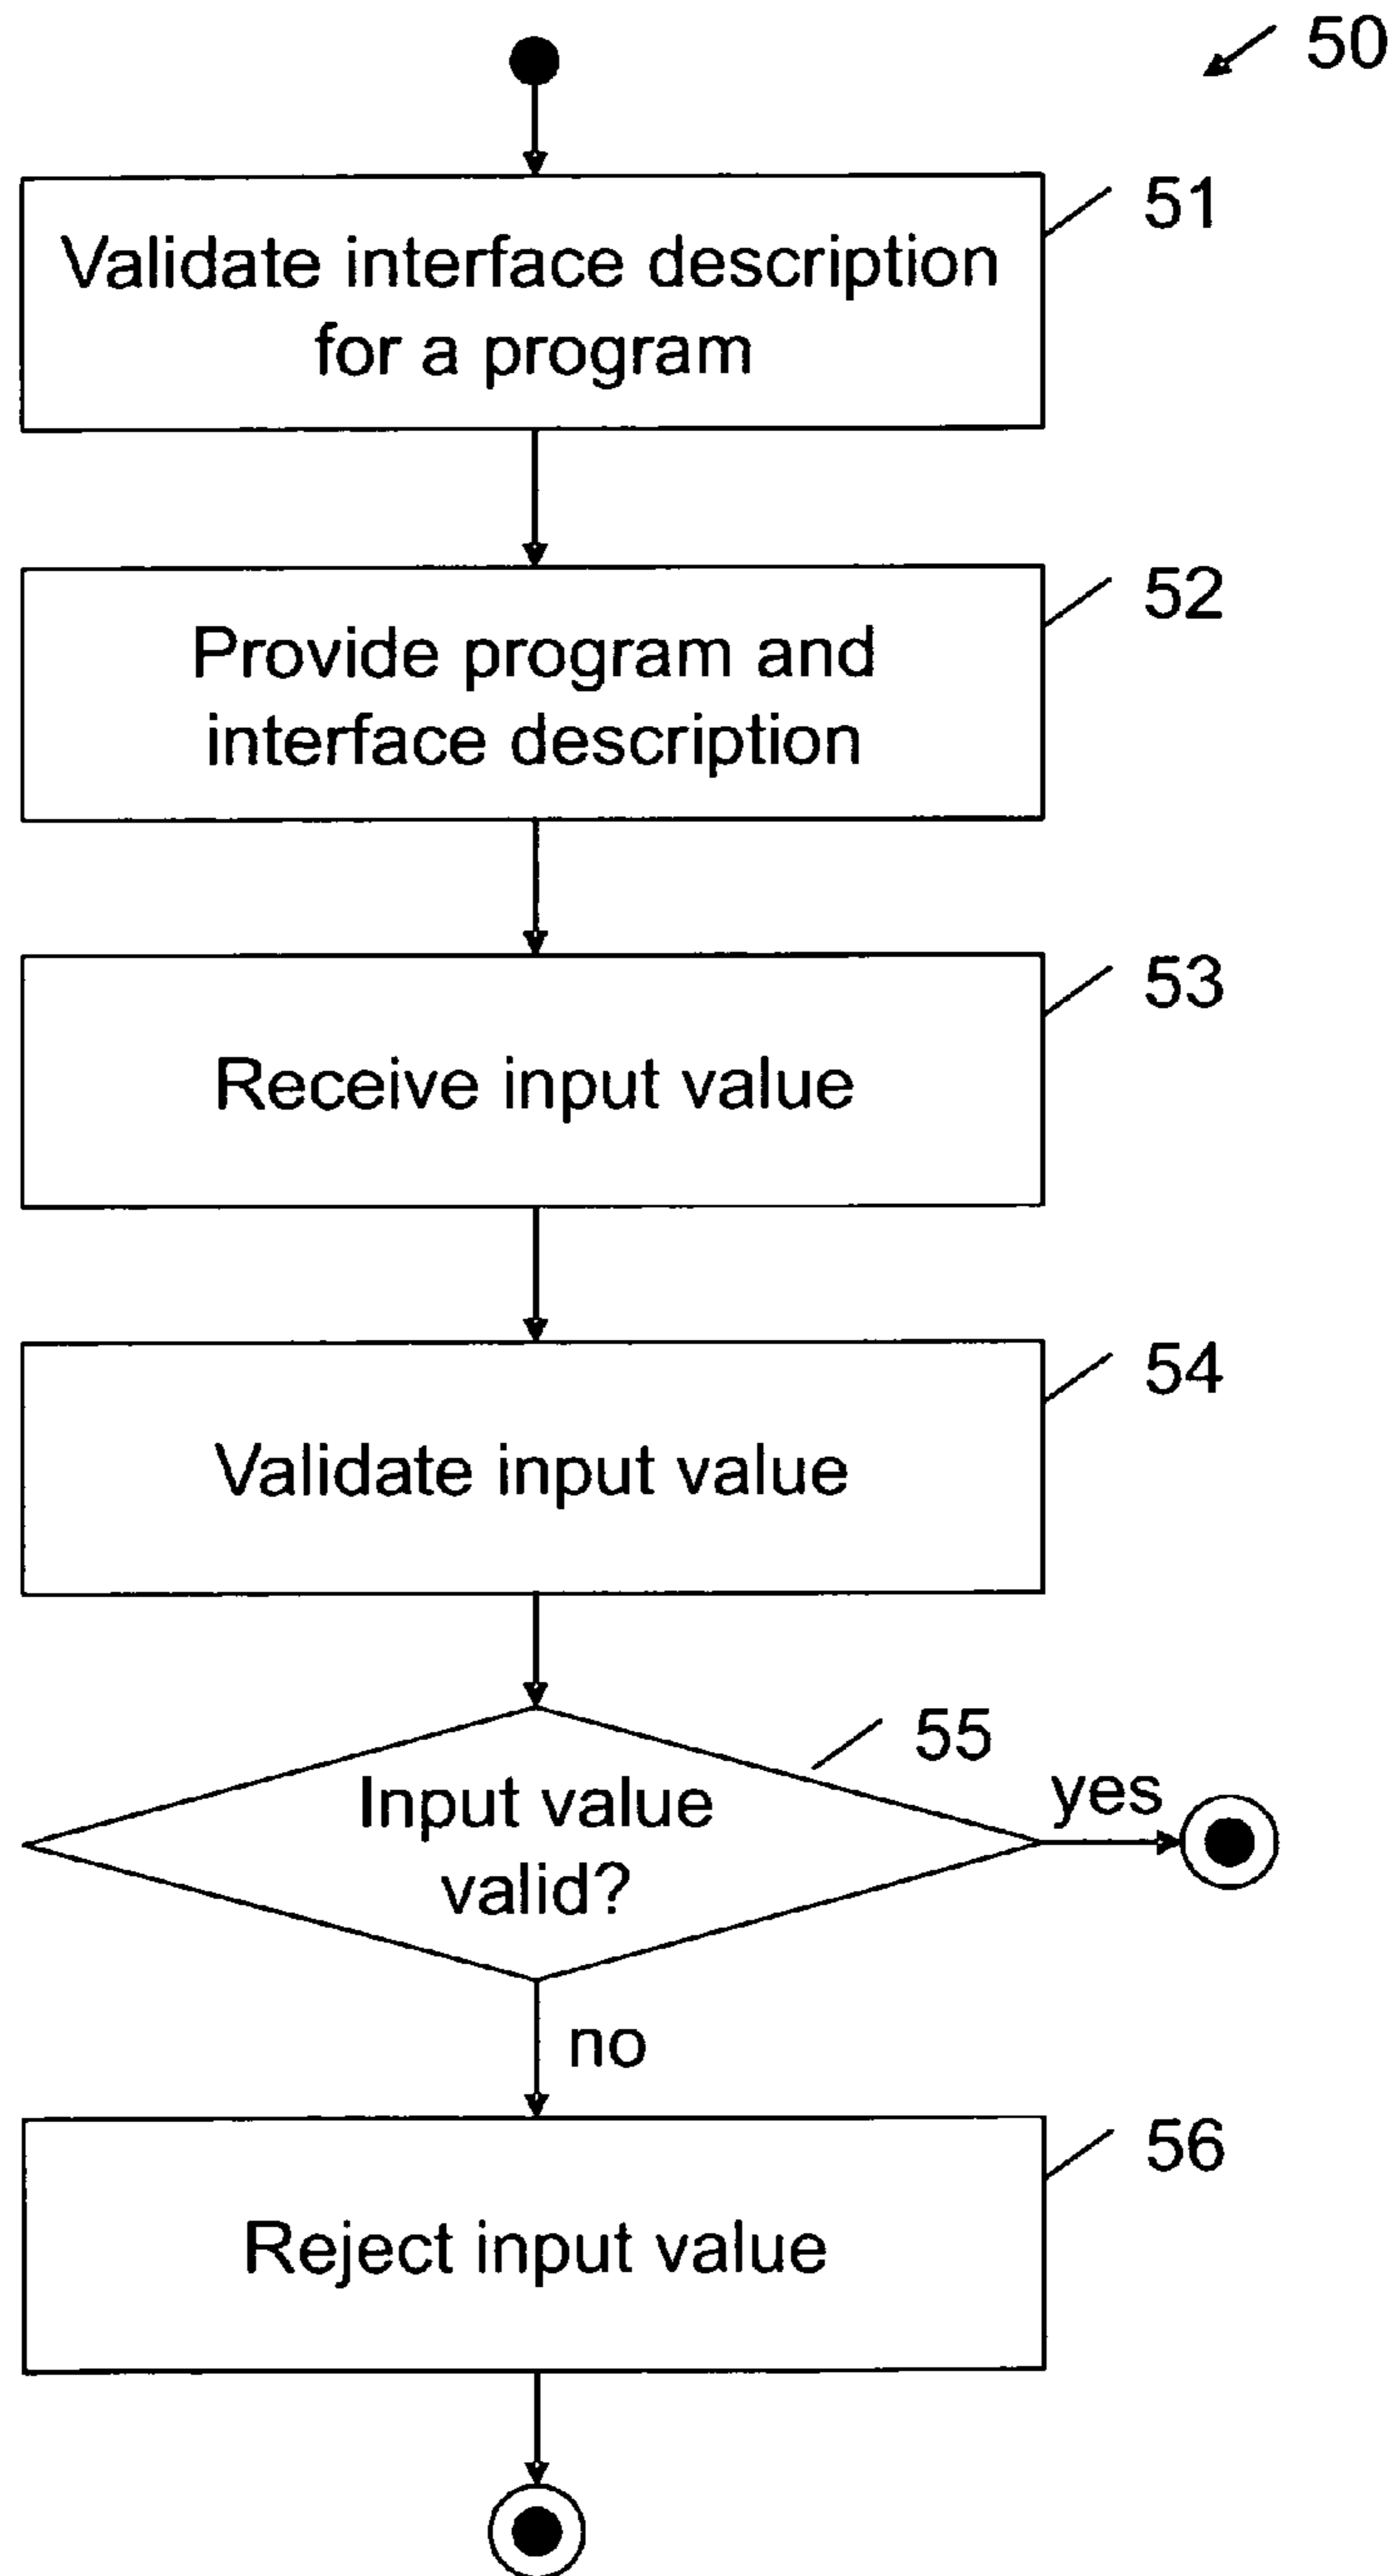 50
51
Validate interface description
for a program
52
Provide program and
interface description
53
Receive input value
54
Validate input value
55
Input value
valid?
yes
no
56
Reject input value